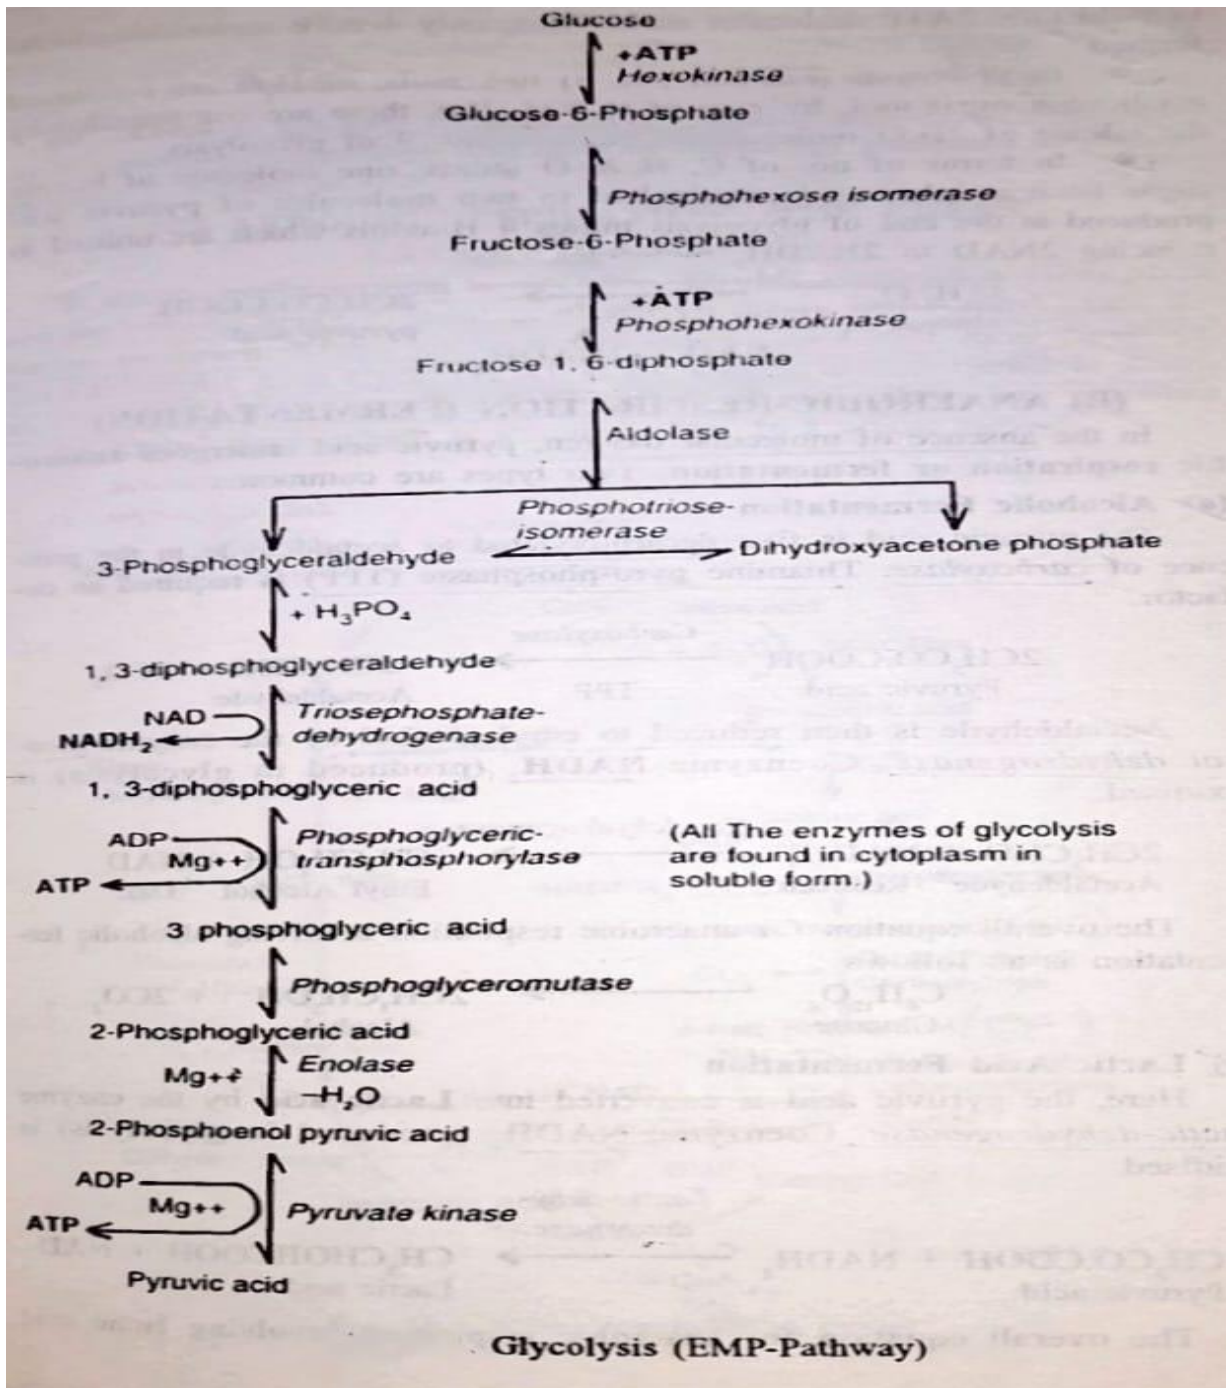 Glucose
+ATP
Hexokinase
Glucose-6-Phosphate
Phosphohexose isomerase
Fructose-6-Phosphate
+ATP
Phosphohexokinase
Fructose 1, 6-diphosphate
Aldolase
Phosphotriose-
isomerase
3-Phosphoglyceraldehyde
Dihydroxyacetone phosphate
+ H₃PO₄
1, 3-diphosphoglyceraldehyde
NAD
NADH₂
Triosephosphate-
dehydrogenase
1, 3-diphosphoglyceric acid
ADP
Mg++
ATP
Phosphoglyceric-
transphosphorylase
(All The enzymes of glycolysis
are found in cytoplasm in
soluble form.)
3 phosphoglyceric acid
Phosphoglyceromutase
2-Phosphoglyceric acid
Mg++
Enolase
–H₂O
2-Phosphoenol pyruvic acid
ADP
Mg++
ATP
Pyruvate kinase
Pyruvic acid
Glycolysis (EMP-Pathway)